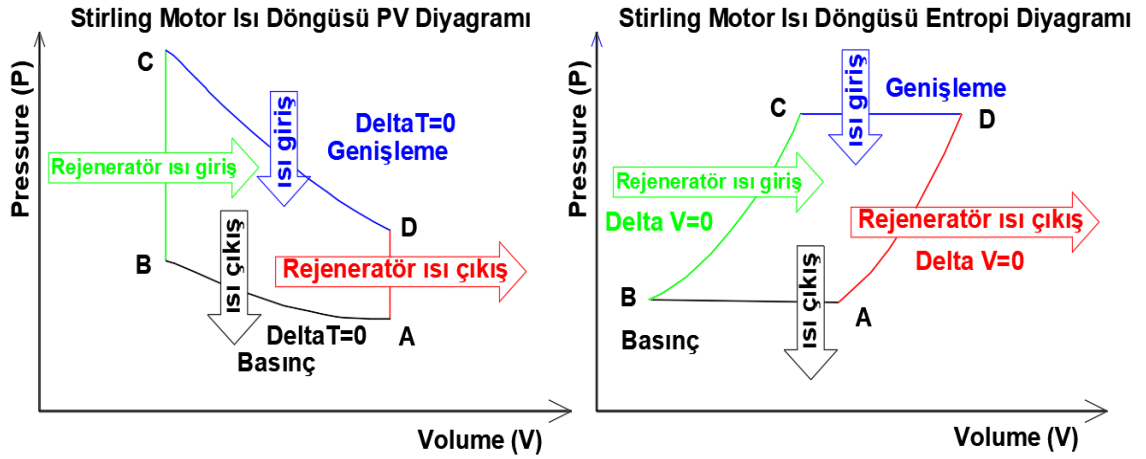 Stirling Motor Isı Döngüsü PV Diyagramı
Pressure (P)
C
ısı giriş
DeltaT=0
Genişleme
Rejeneratör ısı giriş
D
B
ısı çıkış
Rejeneratör ısı çıkış
DeltaT=0
A
Basınç
Volume (V)
Stirling Motor Isı Döngüsü Entropi Diyagramı
Pressure (P)
ısı giriş
Genişleme
C
D
Rejeneratör ısı giriş
Delta V=0
Rejeneratör ısı çıkış
Delta V=0
B
ısı çıkış
A
Basınç
Volume (V)